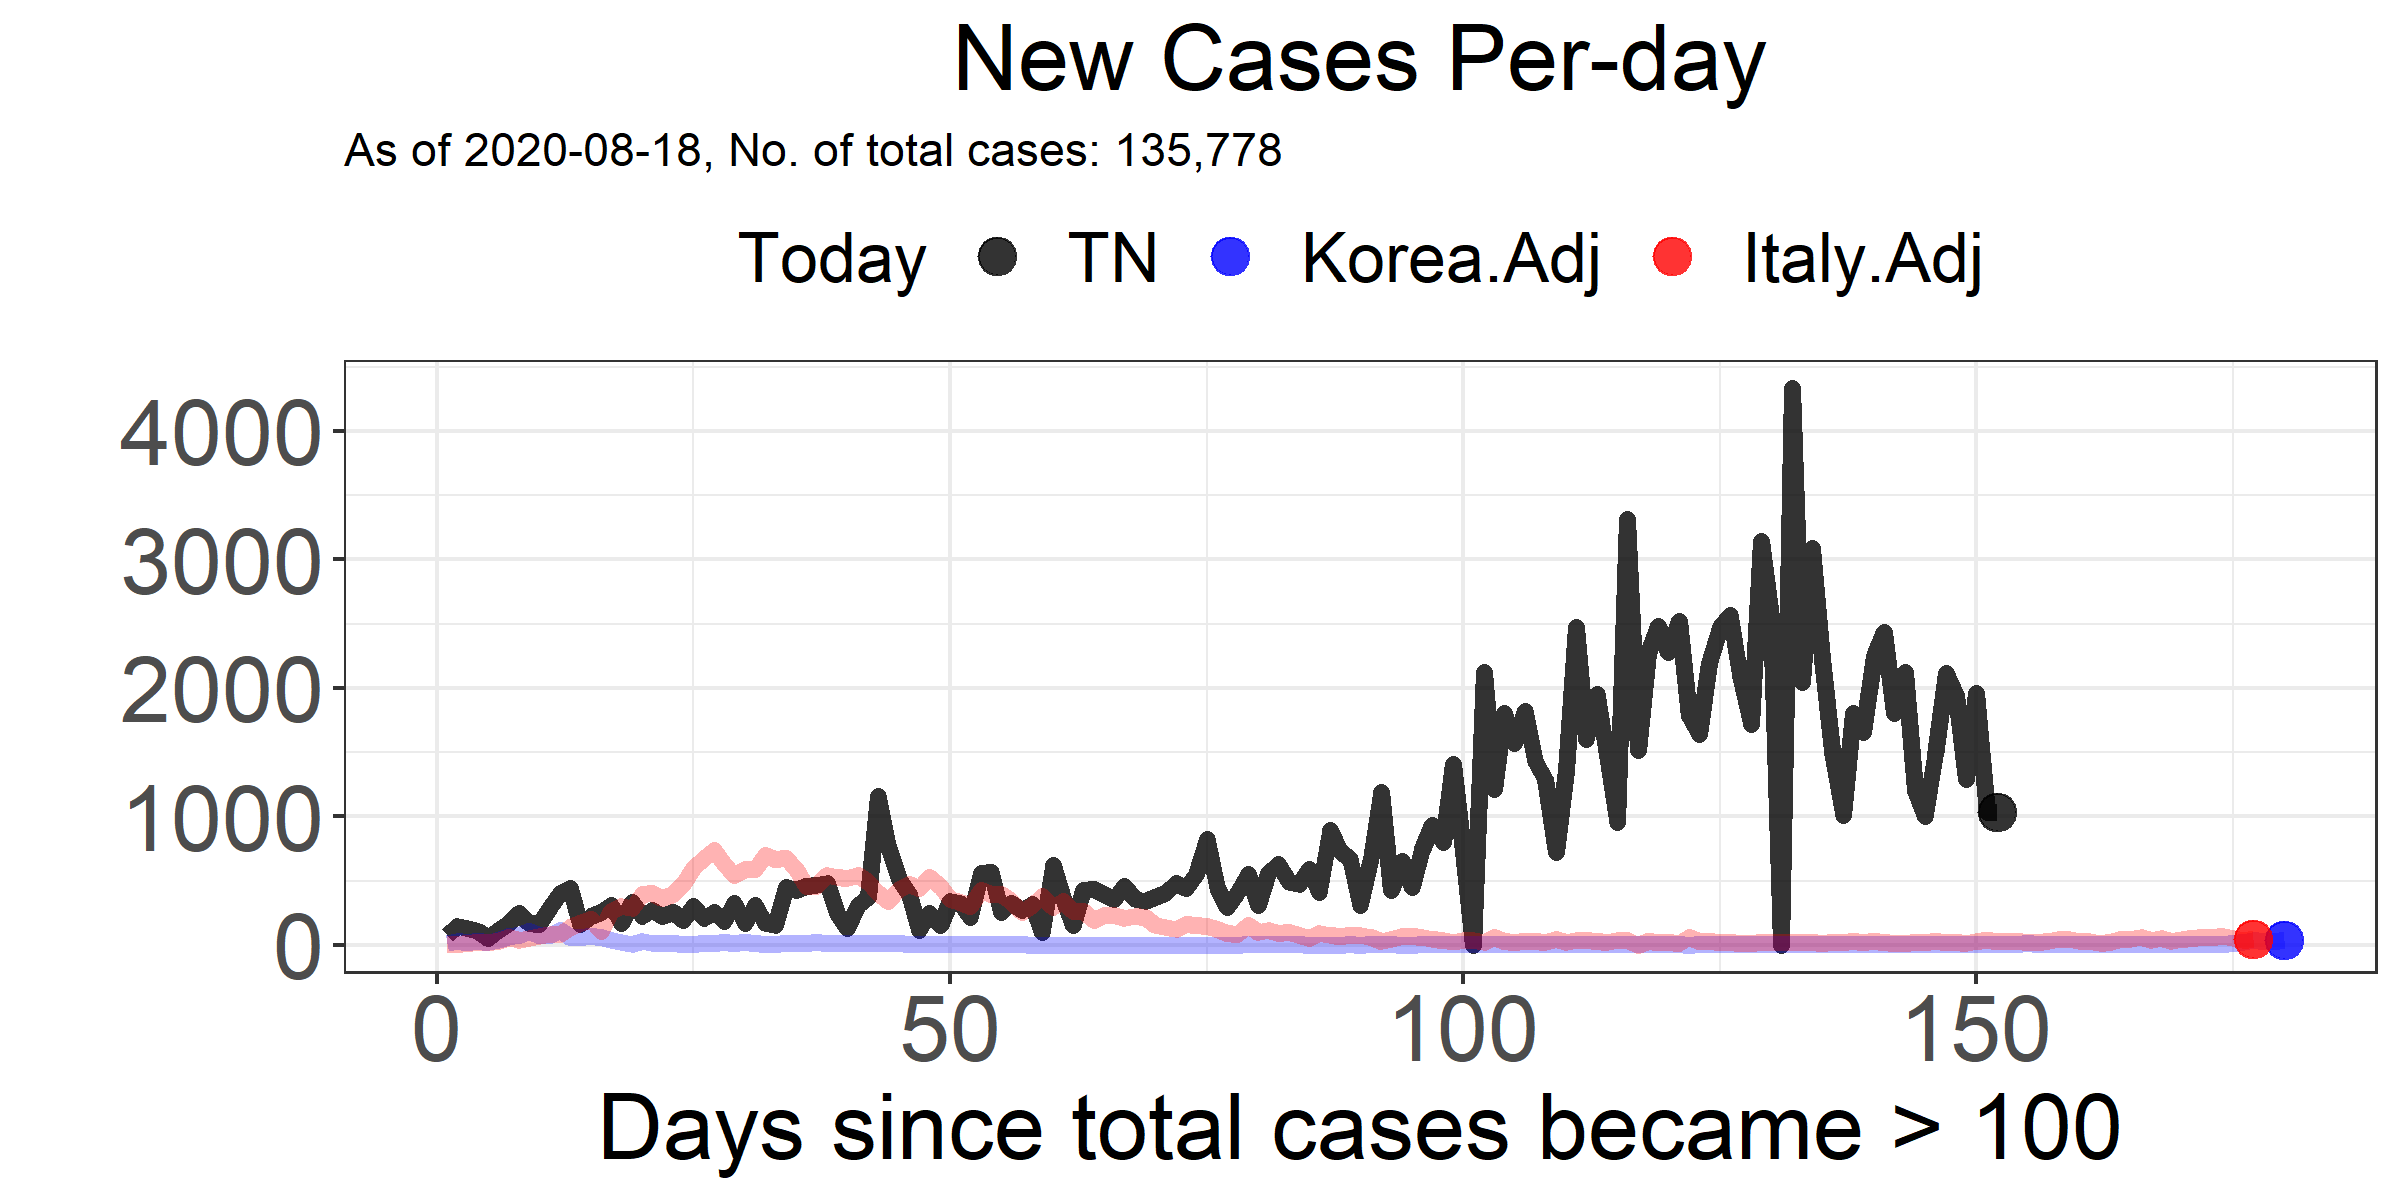 New Cases Per-day
As of 2020-08-18, No. of total cases: 135,778
Today TN Korea.Adj Italy.Adj
4000
3000
2000
1000
0
0 50 100 150
Days since total cases became > 100